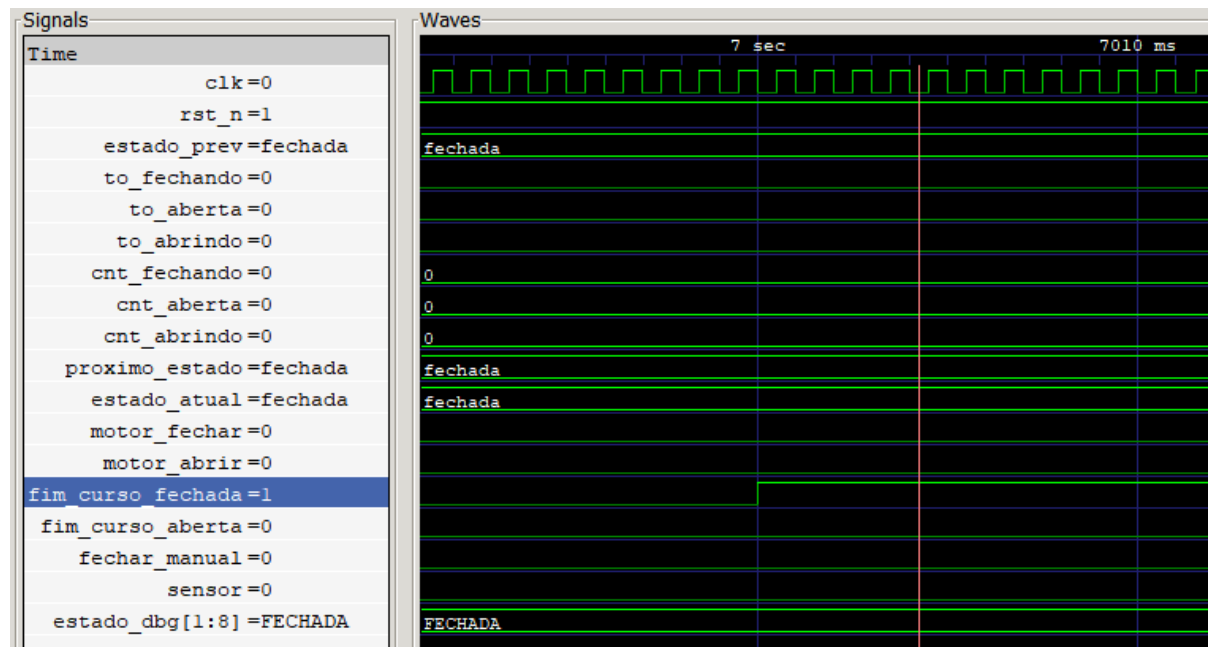 Signals
Waves
Time
7 sec
7010 ms
clk=0
rst_n=1
estado_prev=fechada
fechada
to_fechando=0
to_aberta=0
to_abrindo=0
cnt_fechando=0
0
cnt_aberta=0
0
cnt_abrindo=0
0
proximo_estado=fechada
fechada
estado_atual=fechada
fechada
motor_fechar=0
motor_abrir=0
fim_curso_fechada=1
fim_curso_aberta=0
fechar_manual=0
sensor=0
estado_dbg[1:8]=FECHADA
FECHADA